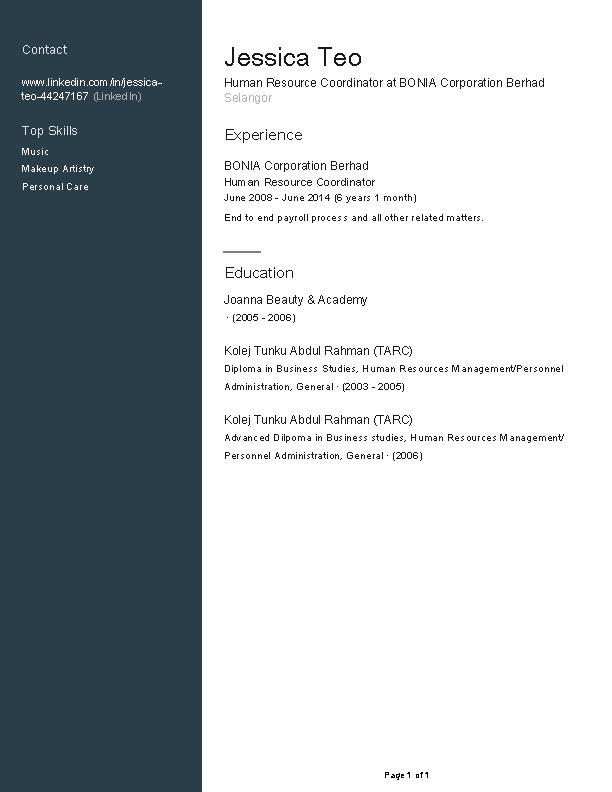 Contact
www.linkedin.com/in/jessica-
teo-44247167 (LinkedIn)
Top Skills
Music
Makeup Artistry
Personal Care
Jessica Teo
Human Resource Coordinator at BONIA Corporation Berhad
Selangor
Experience
BONIA Corporation Berhad
Human Resource Coordinator
June 2008 - June 2014 (6 years 1 month)
End to end payroll process and all other related matters.
Education
Joanna Beauty & Academy
· (2005 - 2006)
Kolej Tunku Abdul Rahman (TARC)
Diploma in Business Studies, Human Resources Management/Personnel
Administration, General · (2003 - 2005)
Kolej Tunku Abdul Rahman (TARC)
Advanced Dilpoma in Business studies, Human Resources Management/
Personnel Administration, General · (2006)
Page 1 of 1